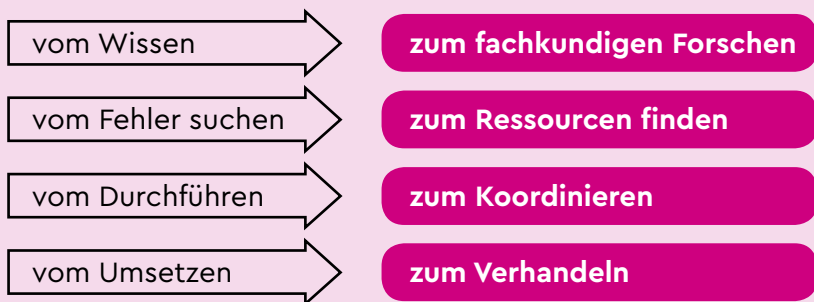 vom Wissen
zum fachkundigen Forschen
vom Fehler suchen
zum Ressourcen finden
vom Durchführen
zum Koordinieren
vom Umsetzen
zum Verhandeln